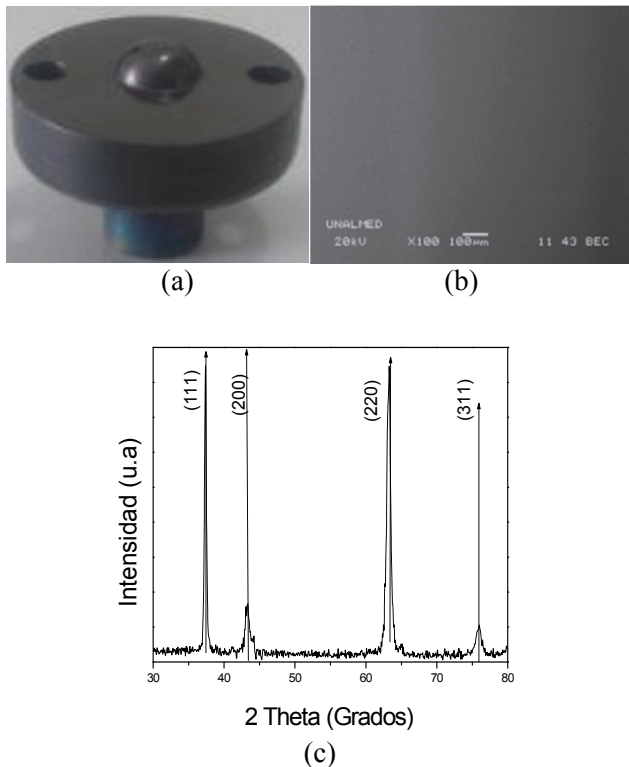 UNALMED
20kV X100 100µm 11 43 BEC
(a) (b)
(111)
(200)
(220)
(311)
Intensidad (u.a)
30 40 50 60 70 80
2 Theta (Grados)
(c)